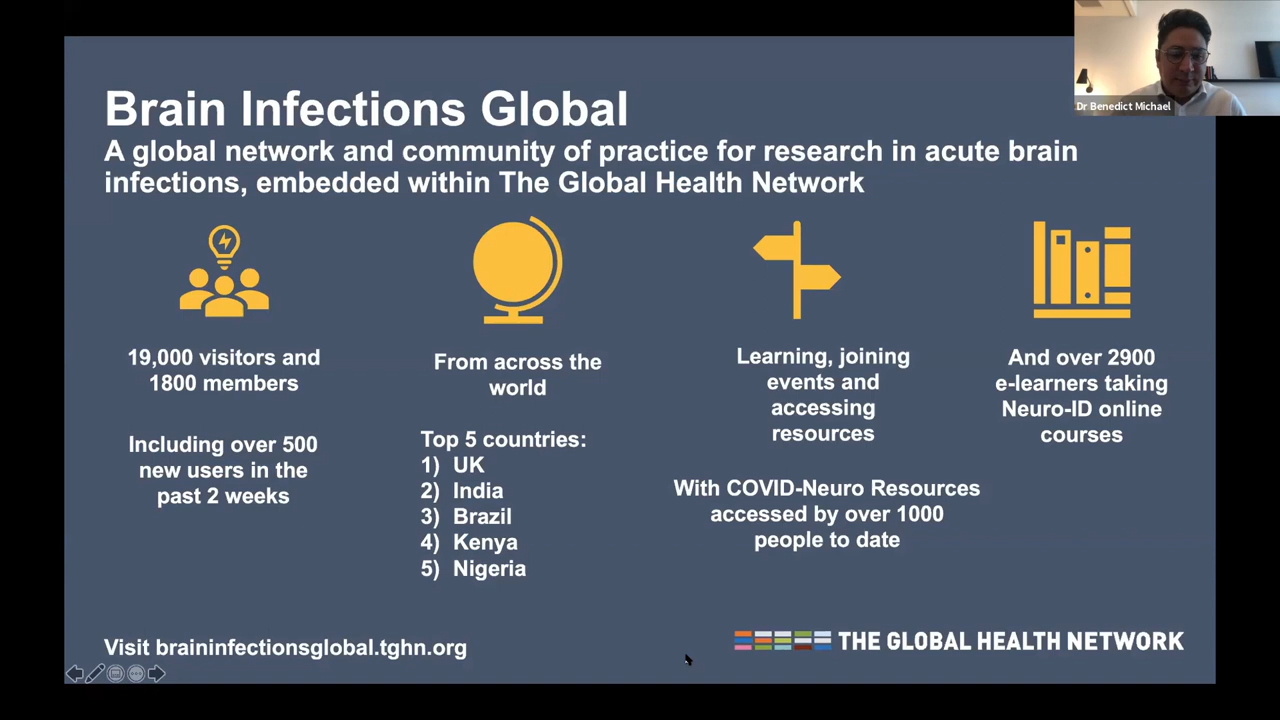 Brain Infections Global
A global network and community of practice for research in acute brain
infections, embedded within The Global Health Network
Dr Benedict Michael
19,000 visitors and
1800 members
Including over 500
new users in the
past 2 weeks
From across the
world
Top 5 countries:
1) UK
2) India
3) Brazil
4) Kenya
5) Nigeria
Learning, joining
events and
accessing
resources
With COVID-Neuro Resources
accessed by over 1000
people to date
And over 2900
e-learners taking
Neuro-ID online
courses
Visit braininfectionsglobal.tghn.org
THE GLOBAL HEALTH NETWORK